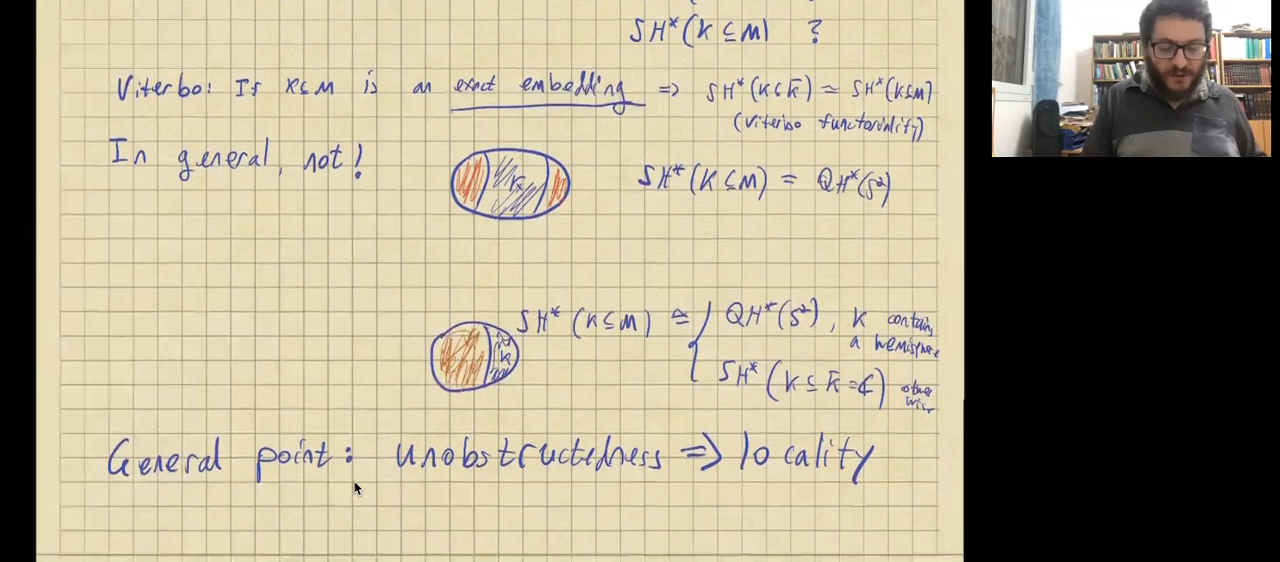 SH*(K ⊆ M) ?
Viterbo: If K ⊆ M is an exact embedding => SH*(K ⊆ K̄) ≃ SH*(K ⊆ M)
(Viterbo functoriality)
In general, not!
K
SH*(K ⊆ M) = QH*(S²)
SH*(K ⊆ M) ≅ { QH*(S²), K contains a hemisphere
SH*(K ⊆ K̄ = ℂ) otherwise
K
General point: unobstructedness => locality